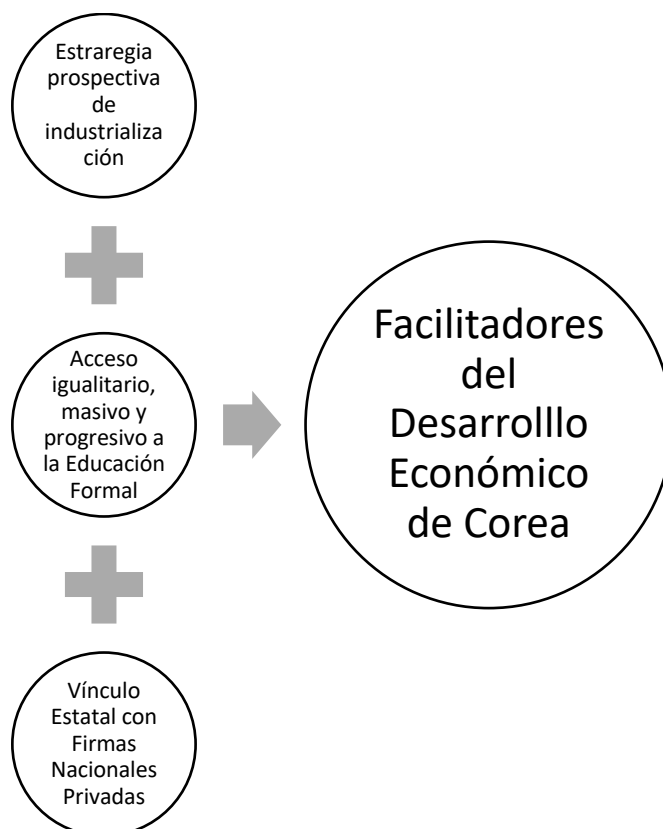 Estraregia
prospectiva
de
industrializa
ción
Acceso
igualitario,
masivo y
progresivo a
la Educación
Formal
Vínculo
Estatal con
Firmas
Nacionales
Privadas
Facilitadores
del
Desarrolllo
Económico
de Corea